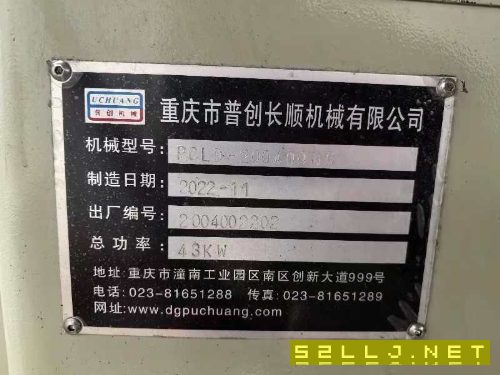 UCHUANG
普创机械
重庆市普创长顺机械有限公司
机械型号:
制造日期: 2022-11
出厂编号: 2004002202
总功率: 43KW
地址:重庆市潼南工业园区南区创新大道999号
电话:023-81651288 传真:023-81651289
网址:www.dgpuchuang.com
52LLJ.NET